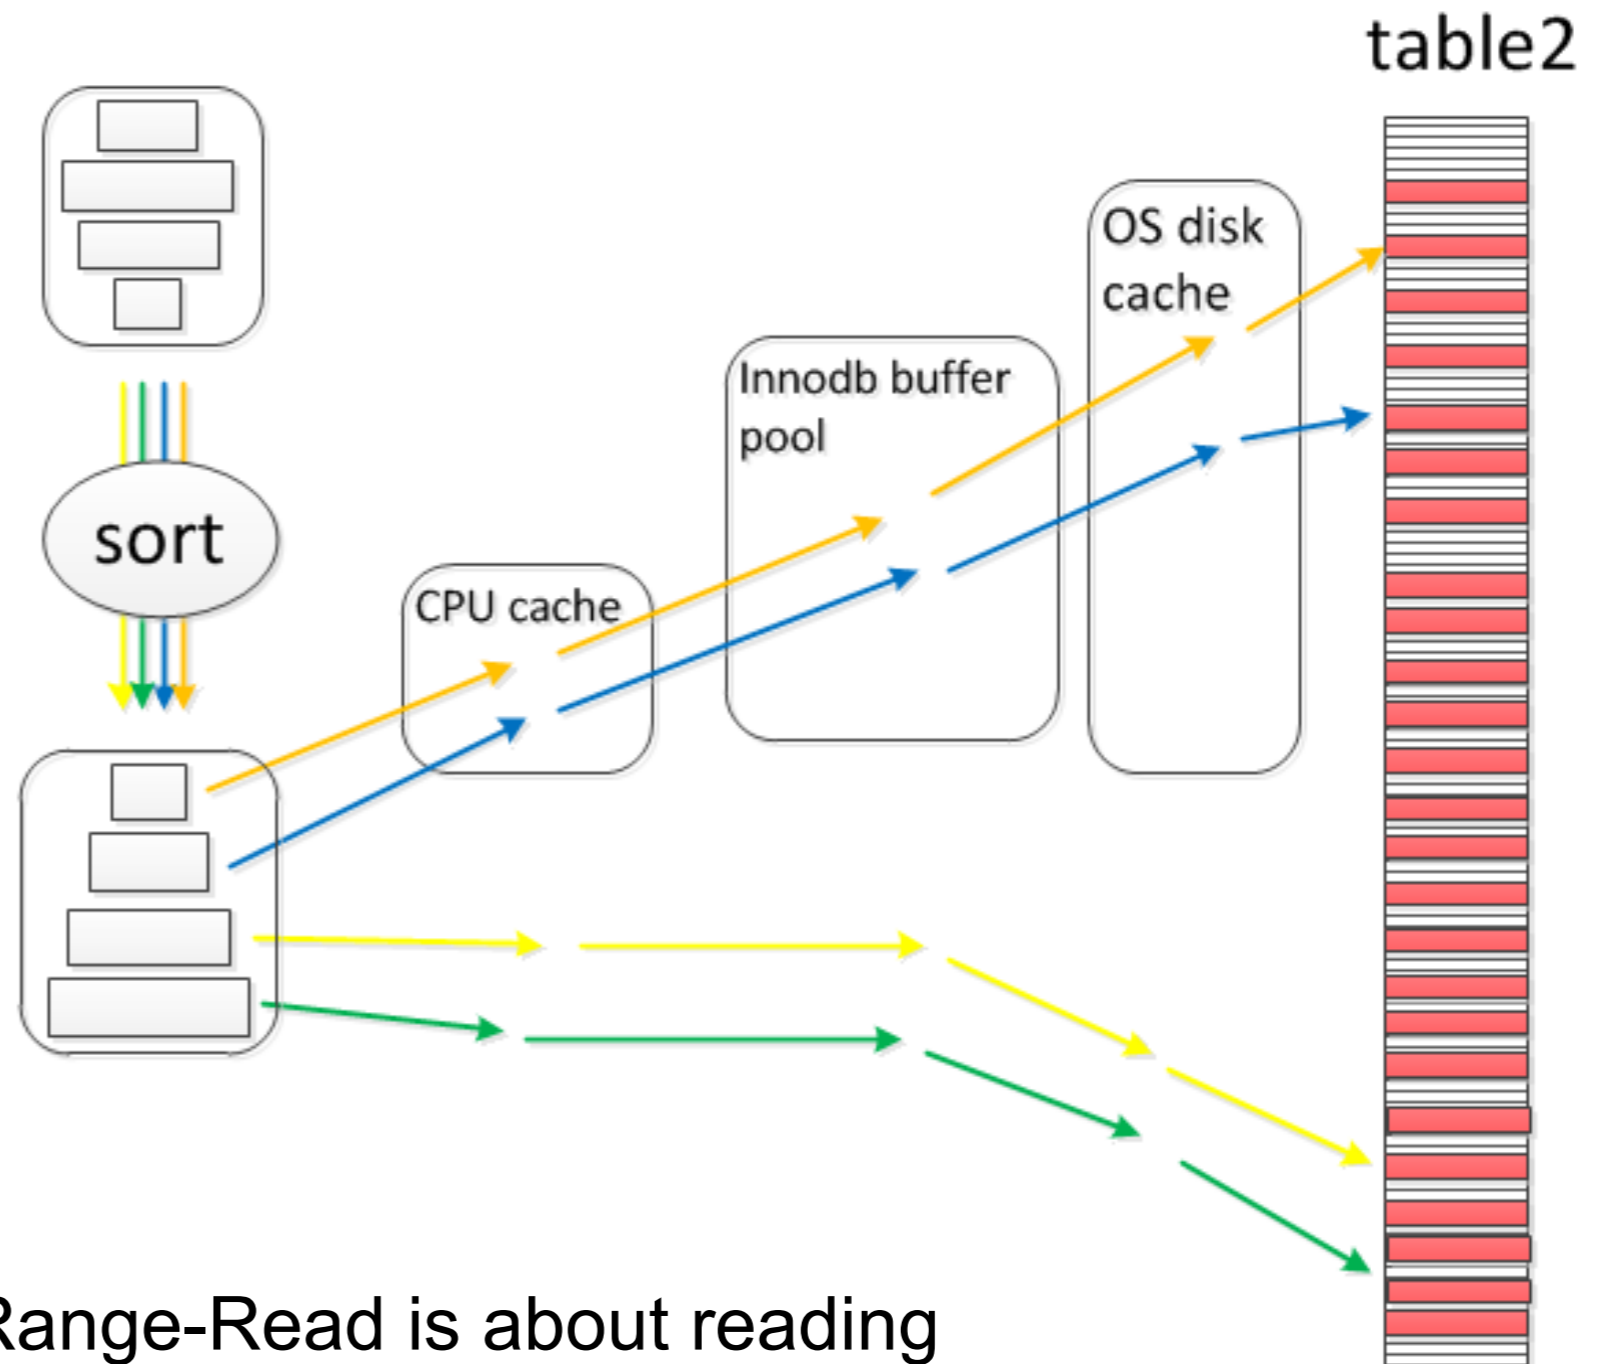 table2
OS disk
cache
Innodb buffer
pool
sort
CPU cache
Range-Read is about reading